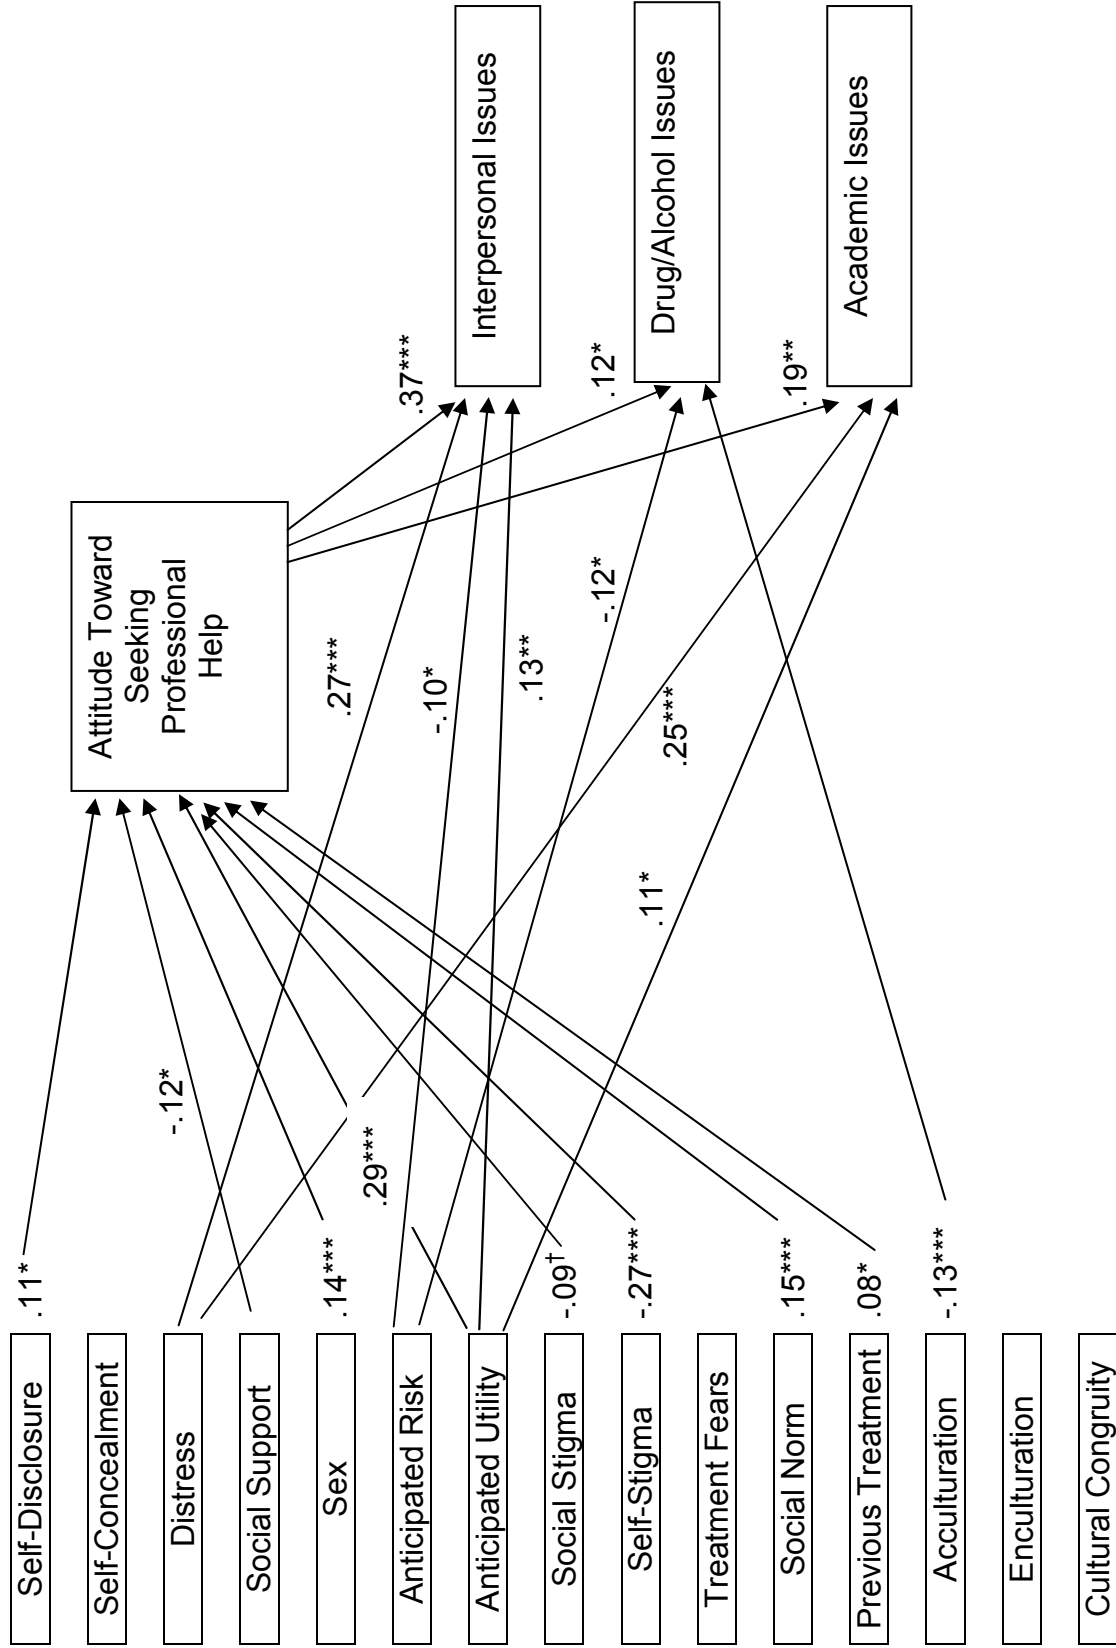 Self-Disclosure
Self-Concealment
Distress
Social Support
Sex
Anticipated Risk
Anticipated Utility
Social Stigma
Self-Stigma
Treatment Fears
Social Norm
Previous Treatment
Acculturation
Enculturation
Cultural Congruity
.11*
-.12*
.14***
.29***
-.09†
-.27***
.15***
.08*
-.13***
Attitude Toward
Seeking
Professional
Help
.27***
-.10*
.13**
-.12*
.25***
.11*
.37***
.12*
.19**
Interpersonal Issues
Drug/Alcohol Issues
Academic Issues